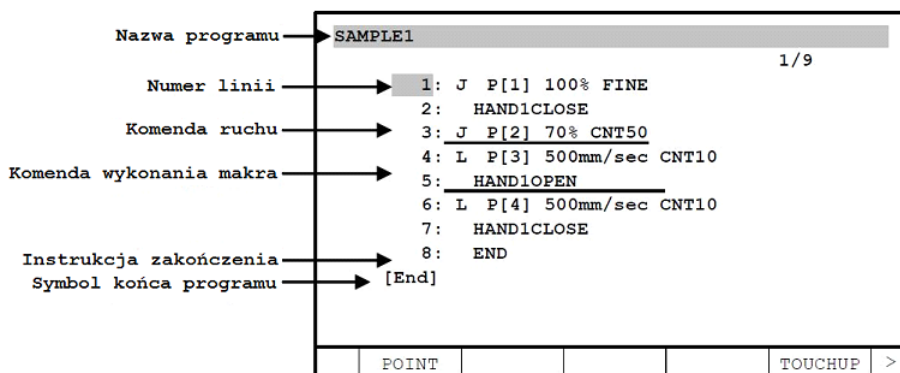 Nazwa programu SAMPLE1
1/9
Numer linii 1: J P[1] 100% FINE
2: HAND1CLOSE
Komenda ruchu 3: J P[2] 70% CNT50
4: L P[3] 500mm/sec CNT10
Komenda wykonania makra 5: HAND1OPEN
6: L P[4] 500mm/sec CNT10
7: HAND1CLOSE
Instrukcja zakończenia 8: END
Symbol końca programu [End]
POINT TOUCHUP >